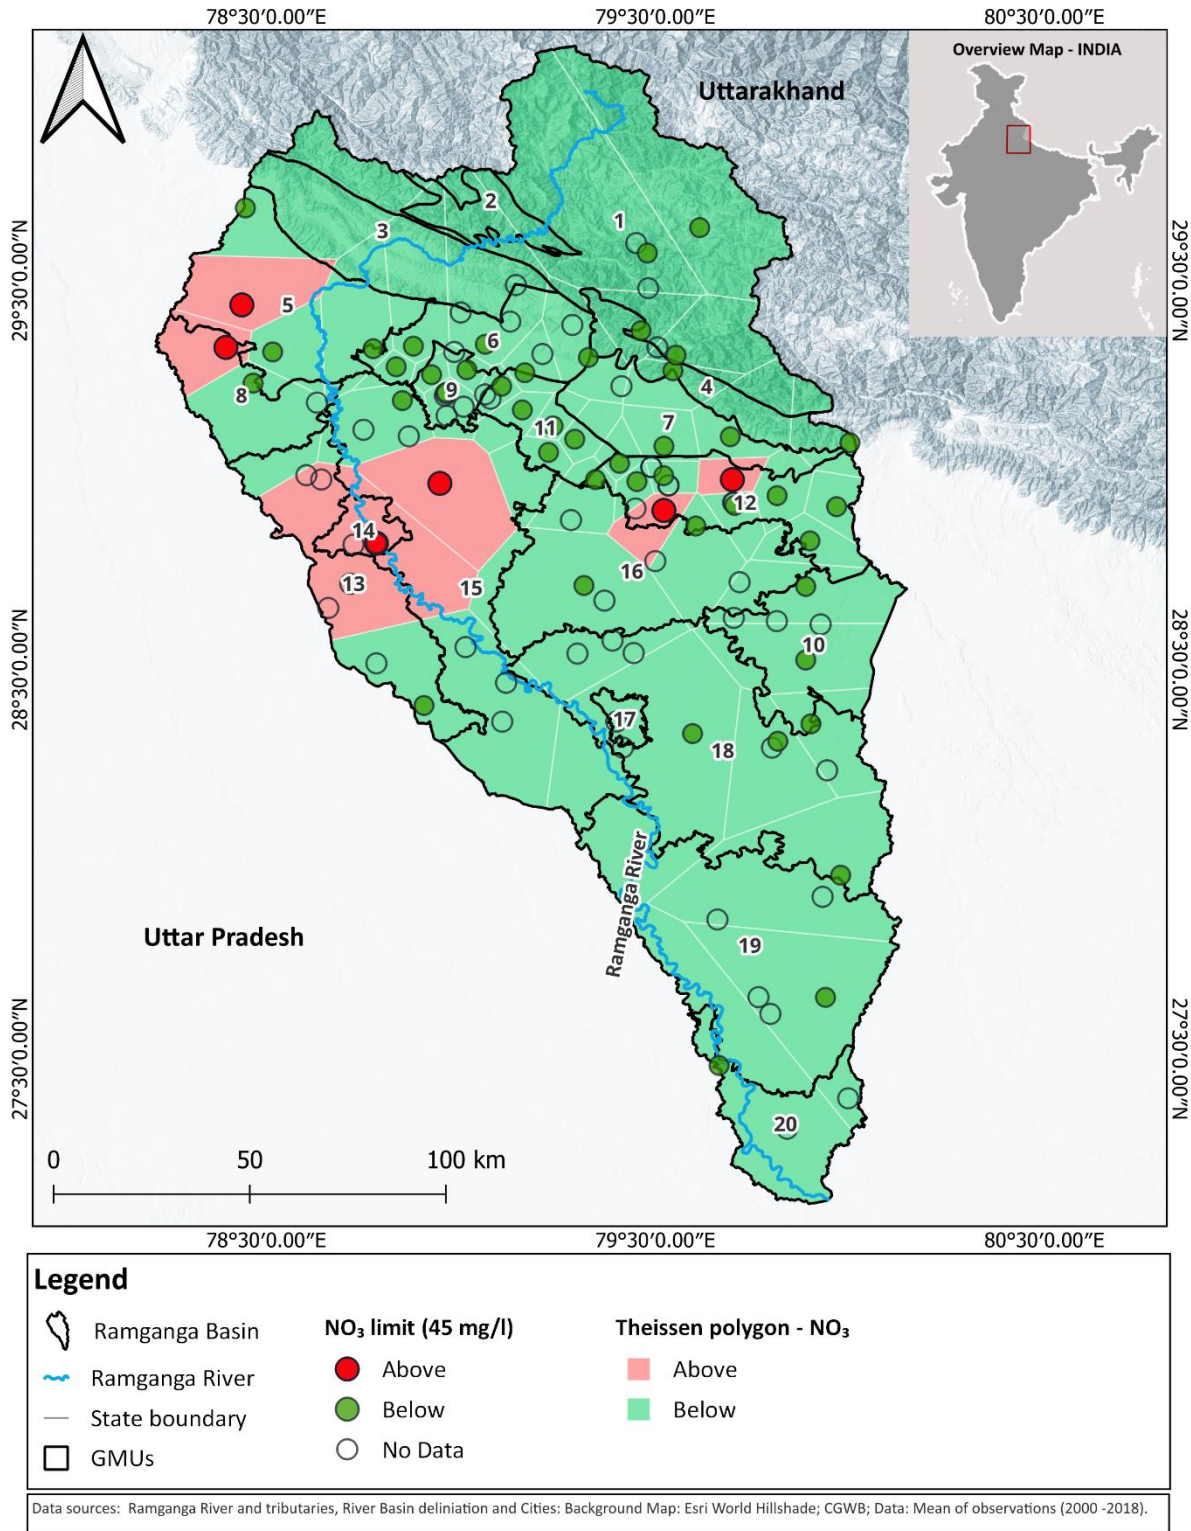 78°30′0.00″E 79°30′0.00″E 80°30′0.00″E
Overview Map - INDIA
Uttarakhand
29°30′0.00″N
29°30′0.00″N
28°30′0.00″N
28°30′0.00″N
27°30′0.00″N
27°30′0.00″N
2
1
3
5
6
4
8
9
7
11
12
14
13
15
16
10
17
18
Ramganga River
Uttar Pradesh
19
20
0 50 100 km
78°30′0.00″E 79°30′0.00″E 80°30′0.00″E
Legend
Ramganga Basin
Ramganga River
State boundary
GMUs
NO₃ limit (45 mg/l)
Above
Below
No Data
Theissen polygon - NO₃
Above
Below
Data sources: Ramganga River and tributaries, River Basin deliniation and Cities: Background Map: Esri World Hillshade; CGWB; Data: Mean of observations (2000 -2018).